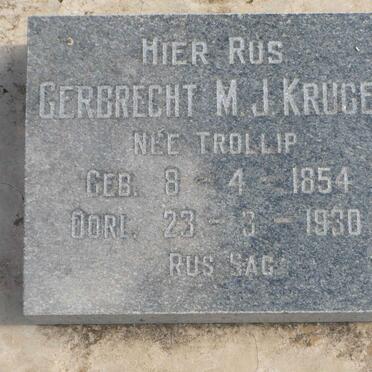 HIER RUS
GERBRECHT M.J. KRUGE
NÉE TROLLIP
GEB. 8 - 4 - 1854
OORL. 23 - 3 - 1930
RUS SAG